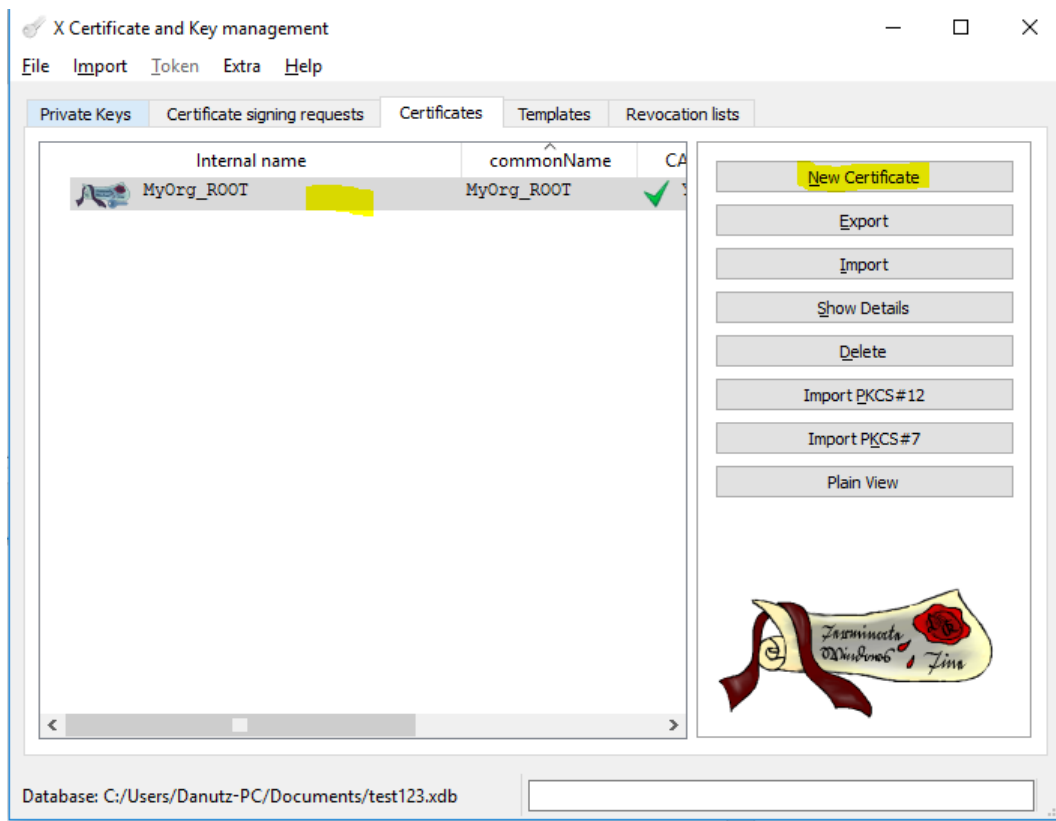 X Certificate and Key management
File Import Token Extra Help
Private Keys Certificate signing requests Certificates Templates Revocation lists
Internal name commonName CA
MyOrg_ROOT MyOrg_ROOT
New Certificate
Export
Import
Show Details
Delete
Import PKCS#12
Import PKCS#7
Plain View
Database: C:/Users/Danutz-PC/Documents/test123.xdb